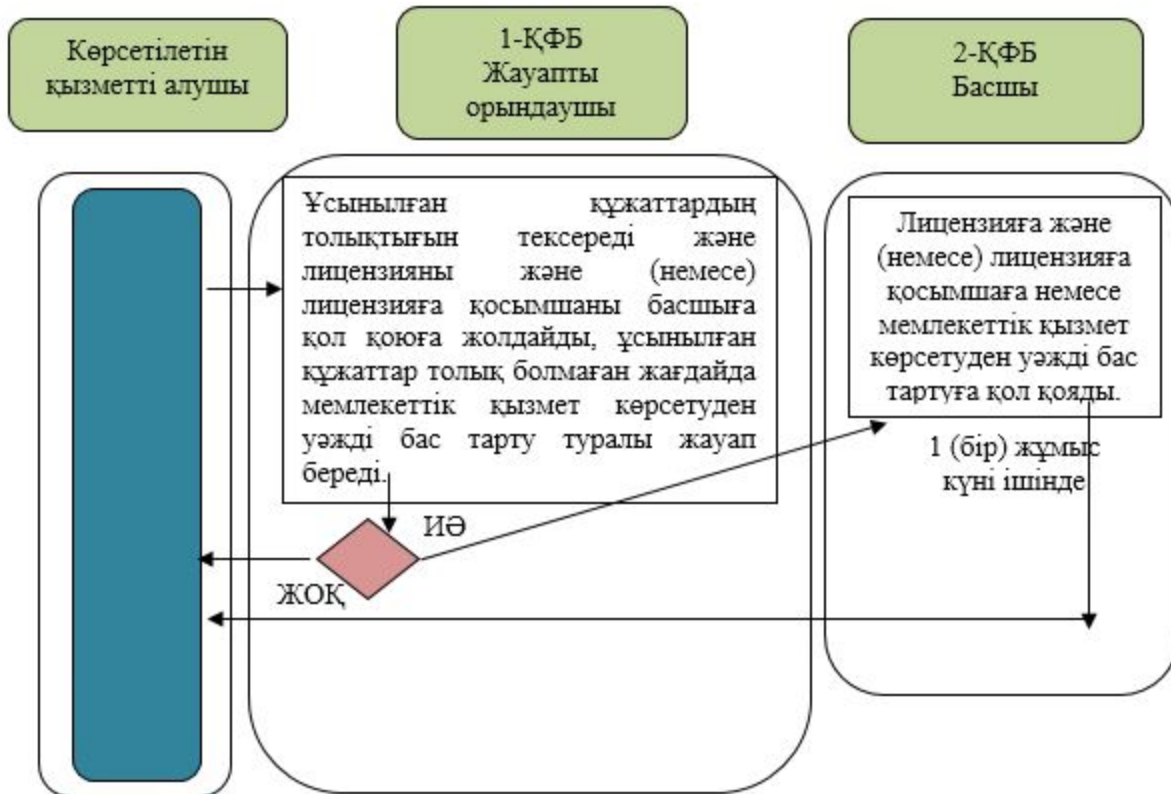 Көрсетілетін
қызметті алушы
1-ҚФБ
Жауапты
орындаушы
2-ҚФБ
Басшы
Ұсынылған құжаттардың
толықтығын тексереді және
лицензияны және (немесе)
лицензияға қосымшаны басшыға
қол қоюға жолдайды, ұсынылған
құжаттар толық болмаған жағдайда
мемлекеттік қызмет көрсетуден
уәжді бас тарту туралы жауап
береді.
Лицензияға және
(немесе) лицензияға
қосымшаға немесе
мемлекеттік қызмет
көрсетуден уәжді бас
тартуға қол қояды.
1 (бір) жұмыс
күні ішінде
ИӘ
ЖОҚ